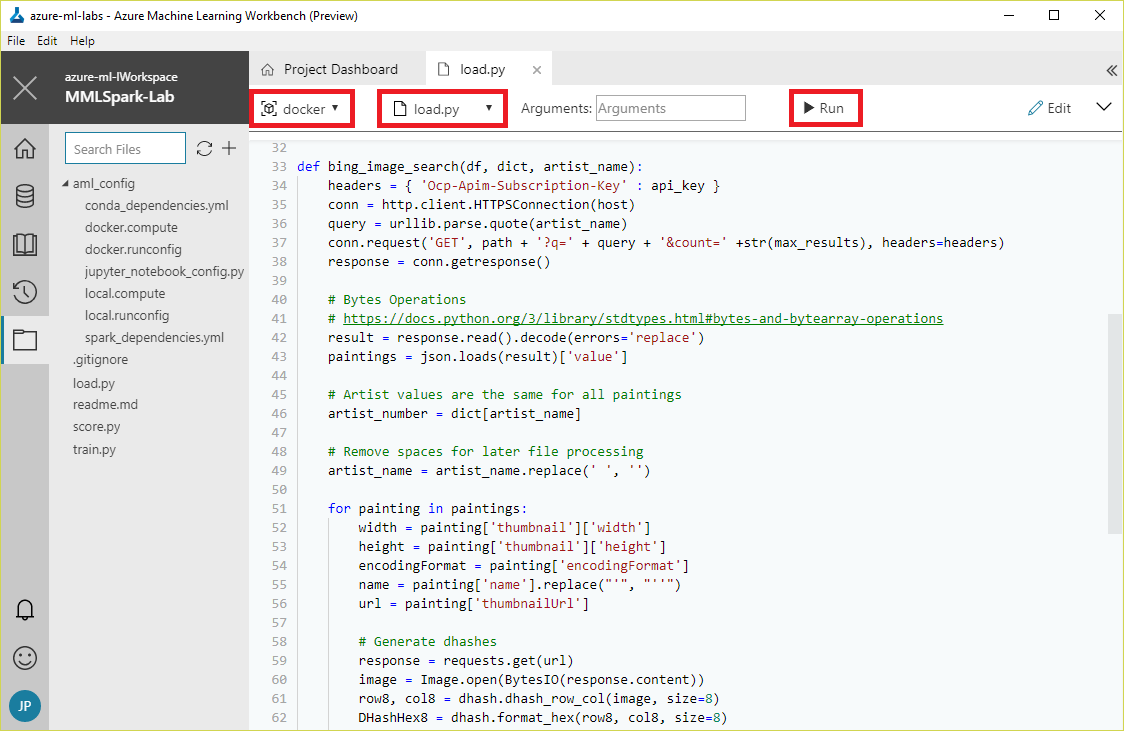 azure-ml-labs - Azure Machine Learning Workbench (Preview)
File Edit Help
azure-ml-lWorkspace
MMLSpark-Lab
Project Dashboard
load.py
docker
load.py
Arguments:
Arguments
Run
Edit
Search Files
aml_config
conda_dependencies.yml
docker.compute
docker.runconfig
jupyter_notebook_config.py
local.compute
local.runconfig
spark_dependencies.yml
.gitignore
load.py
readme.md
score.py
train.py
JP
32
33 def bing_image_search(df, dict, artist_name):
34     headers = { 'Ocp-Apim-Subscription-Key' : api_key }
35     conn = http.client.HTTPSConnection(host)
36     query = urllib.parse.quote(artist_name)
37     conn.request('GET', path + '?q=' + query + '&count=' +str(max_results), headers=headers)
38     response = conn.getresponse()
39
40     # Bytes Operations
41     # https://docs.python.org/3/library/stdtypes.html#bytes-and-bytearray-operations
42     result = response.read().decode(errors='replace')
43     paintings = json.loads(result)['value']
44
45     # Artist values are the same for all paintings
46     artist_number = dict[artist_name]
47
48     # Remove spaces for later file processing
49     artist_name = artist_name.replace(' ', '')
50
51     for painting in paintings:
52         width = painting['thumbnail']['width']
53         height = painting['thumbnail']['height']
54         encodingFormat = painting['encodingFormat']
55         name = painting['name'].replace("'", "''")
56         url = painting['thumbnailUrl']
57
58         # Generate dhashes
59         response = requests.get(url)
60         image = Image.open(BytesIO(response.content))
61         row8, col8 = dhash.dhash_row_col(image, size=8)
62         DHashHex8 = dhash.format_hex(row8, col8, size=8)